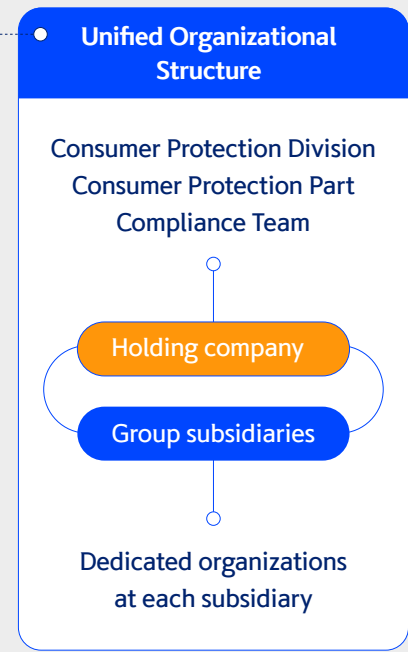 Unified Organizational
Structure
Consumer Protection Division
Consumer Protection Part
Compliance Team
Holding company
Group subsidiaries
Dedicated organizations
at each subsidiary